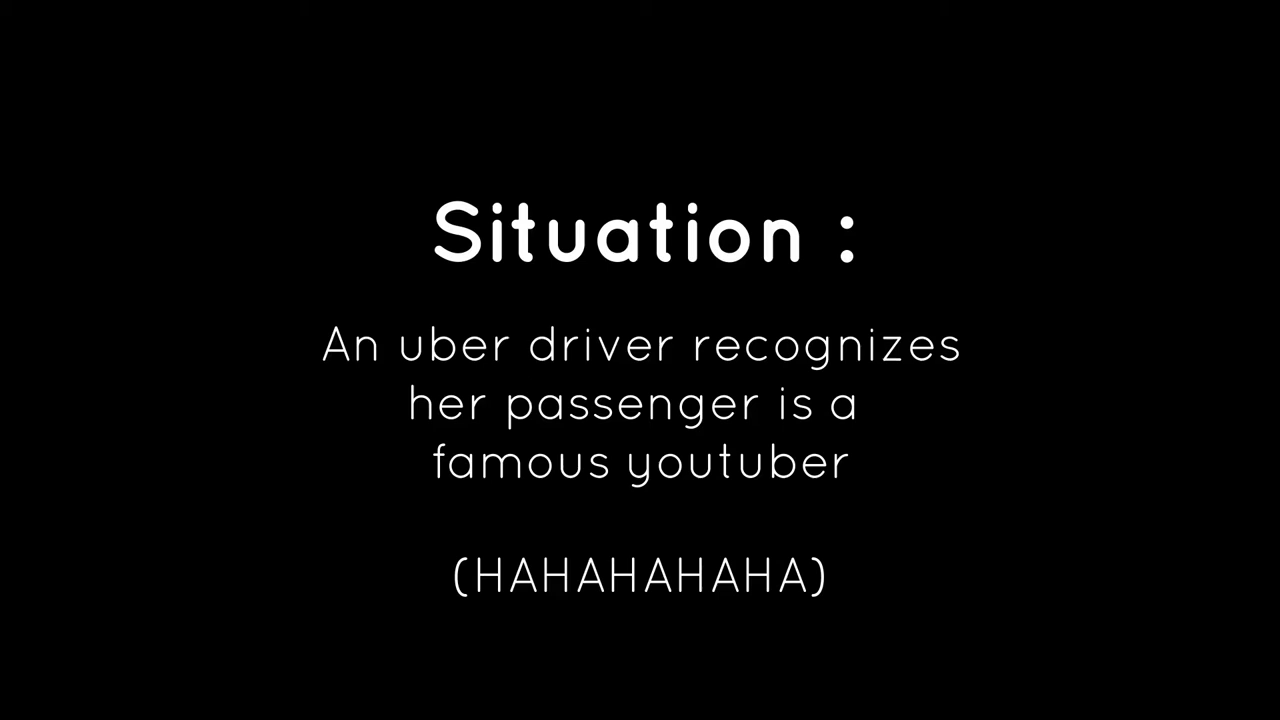 Situation :
An uber driver recognizes
her passenger is a
famous youtuber
(HAHAHAHAHA)